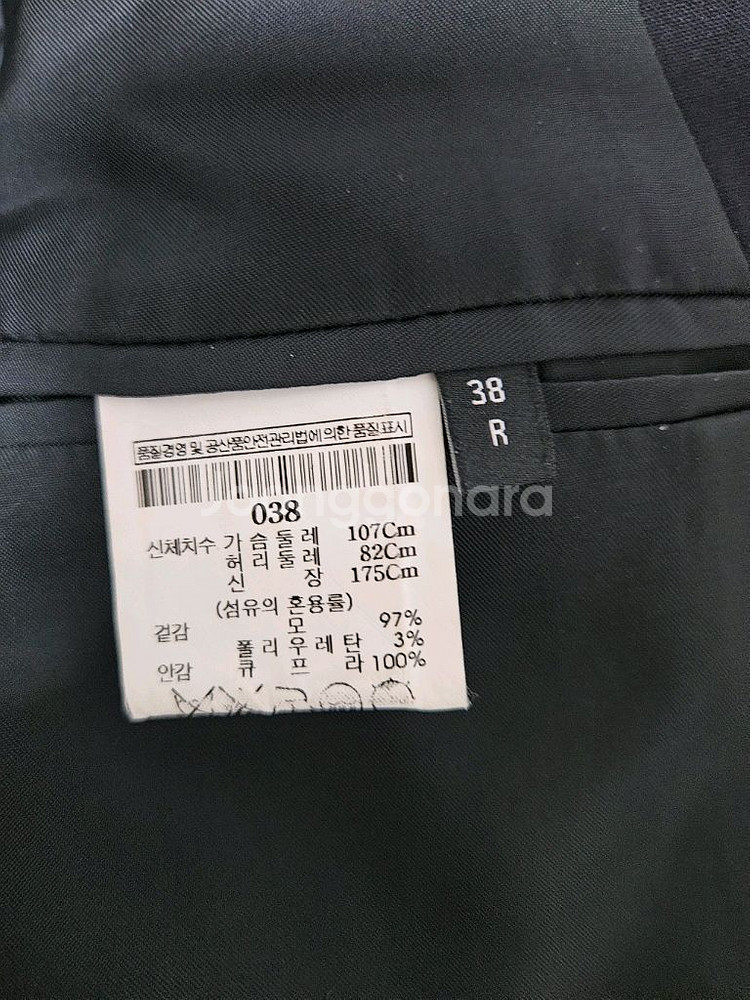 38
R
품질경영 및 공산품안전관리법에 의한 품질표시
038
신체치수 가슴둘레 107Cm
허리둘레 82Cm
신장 175Cm
(섬유의 혼용률)
겉감 모 97%
폴리우레탄 3%
안감 큐프라 100%
joonggonara